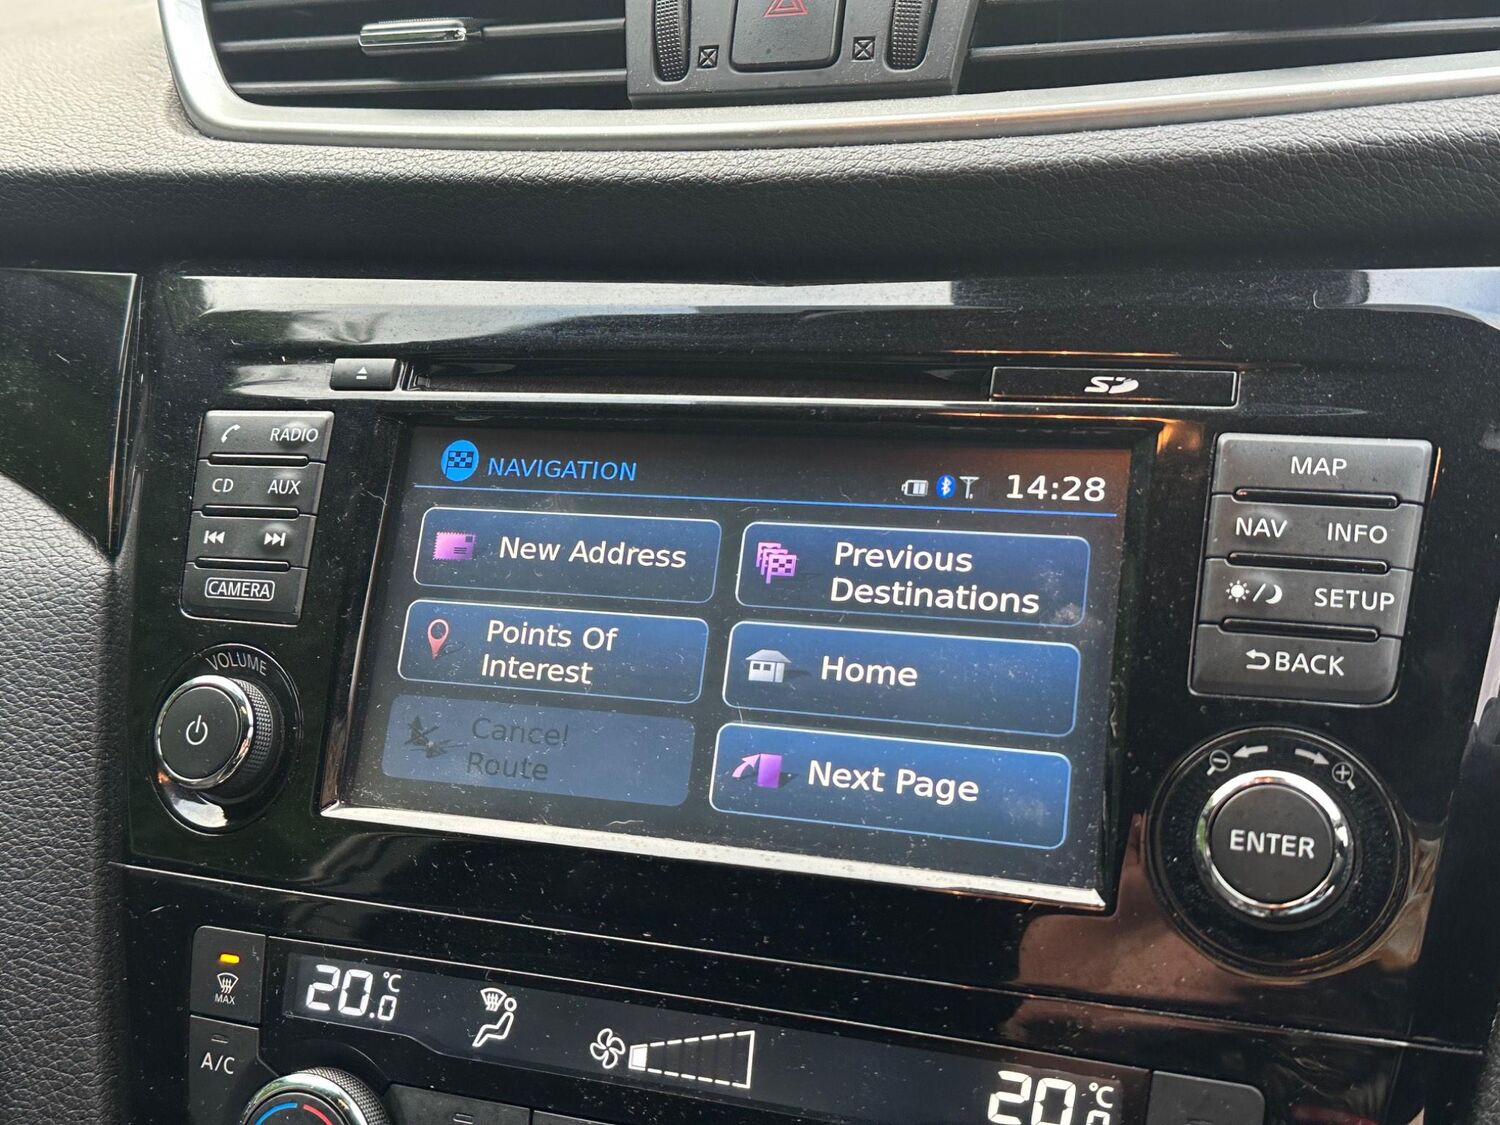 SD
RADIO
CD AUX
CAMERA
VOLUME
NAVIGATION
14:28
New Address
Previous
Destinations
Points Of
Interest
Home
Cancel
Route
Next Page
MAP
NAV INFO
SETUP
BACK
ENTER
MAX
A/C
20.0°C
20.0°C